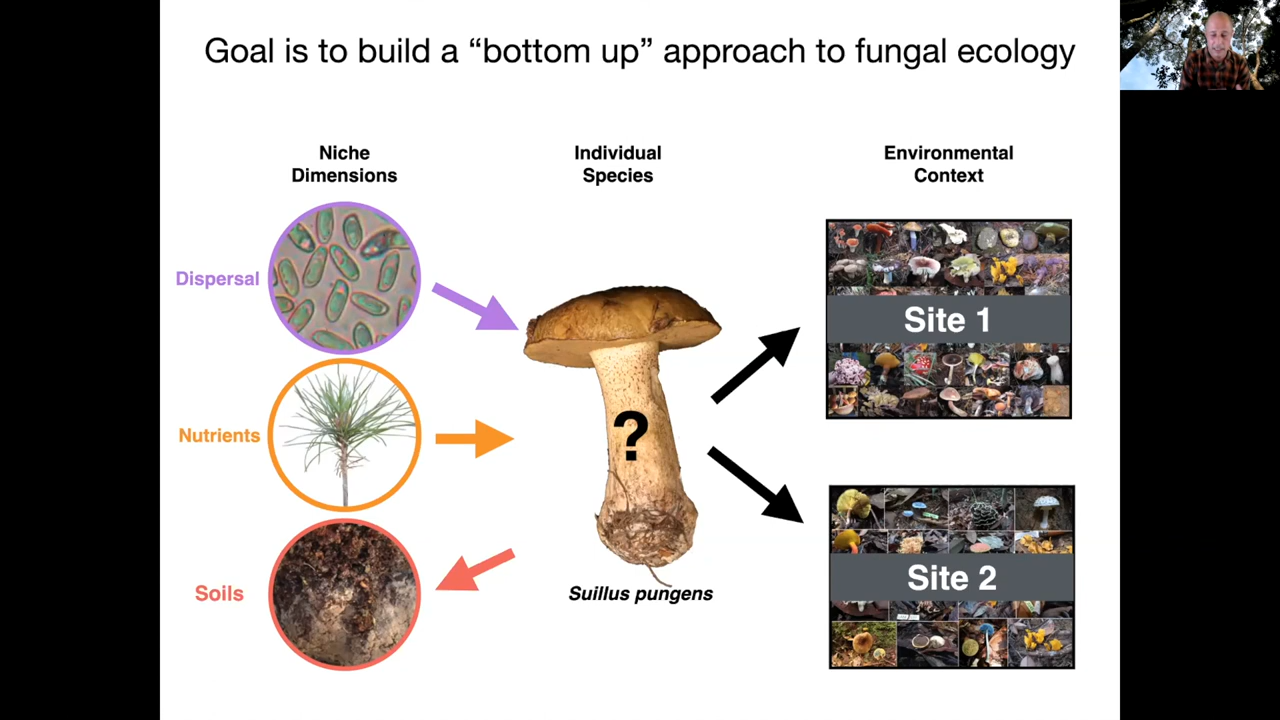 Goal is to build a “bottom up” approach to fungal ecology
Niche
Dimensions
Individual
Species
Environmental
Context
Dispersal
Nutrients
Soils
?
Suillus pungens
Site 1
Site 2